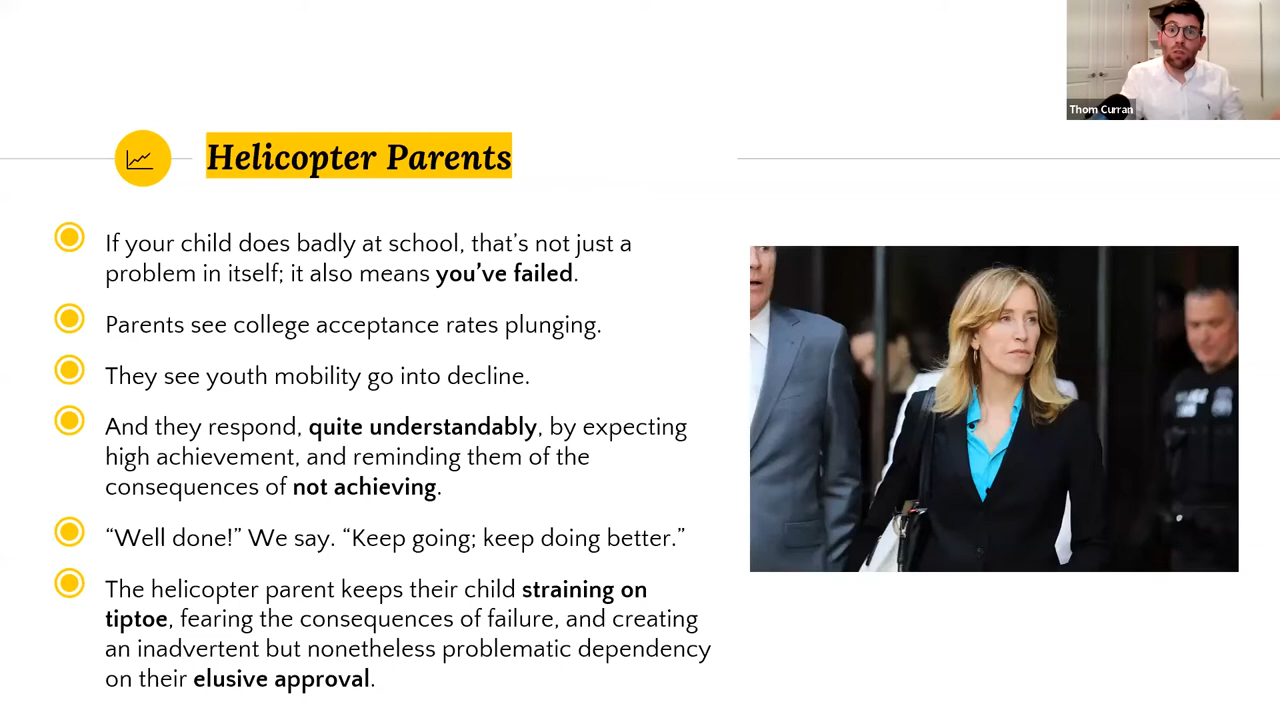 Thom Curran
Helicopter Parents
If your child does badly at school, that’s not just a
problem in itself; it also means you’ve failed.
Parents see college acceptance rates plunging.
They see youth mobility go into decline.
And they respond, quite understandably, by expecting
high achievement, and reminding them of the
consequences of not achieving.
“Well done!” We say. “Keep going; keep doing better.”
The helicopter parent keeps their child straining on
tiptoe, fearing the consequences of failure, and creating
an inadvertent but nonetheless problematic dependency
on their elusive approval.